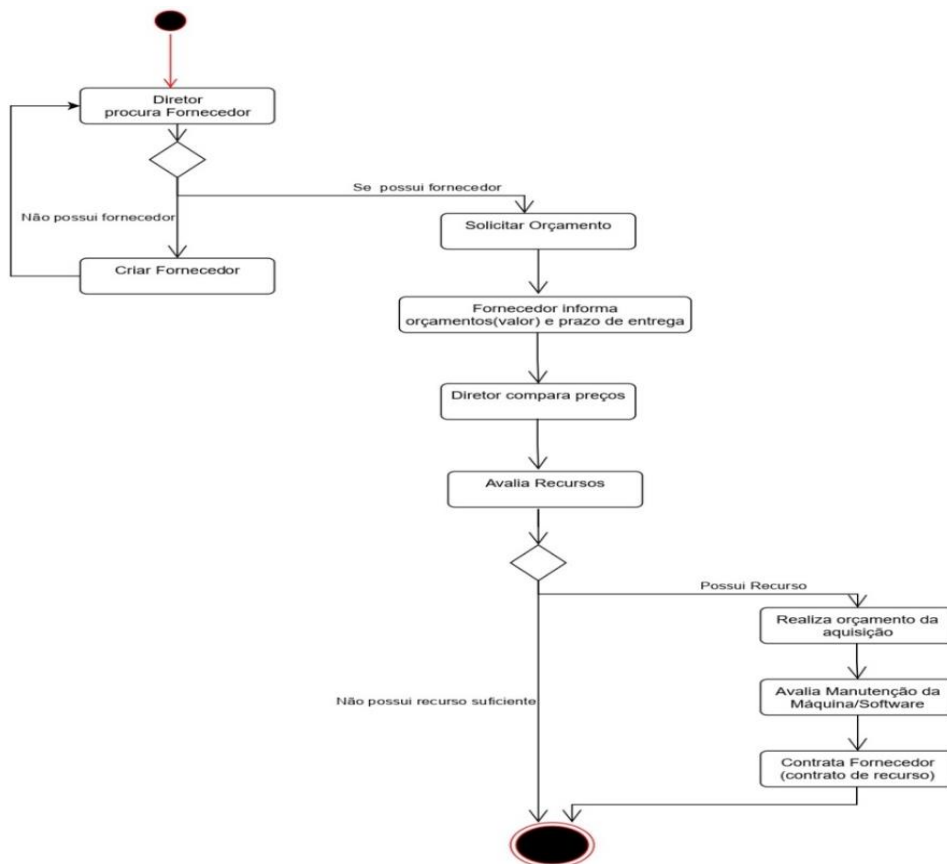 Diretor
procura Fornecedor
Se possui fornecedor
Não possui fornecedor
Solicitar Orçamento
Criar Fornecedor
Fornecedor informa
orçamentos(valor) e prazo de entrega
Diretor compara preços
Avalia Recursos
Possui Recurso
Realiza orçamento da
aquisição
Não possui recurso suficiente
Avalia Manutenção da
Máquina/Software
Contrata Fornecedor
(contrato de recurso)